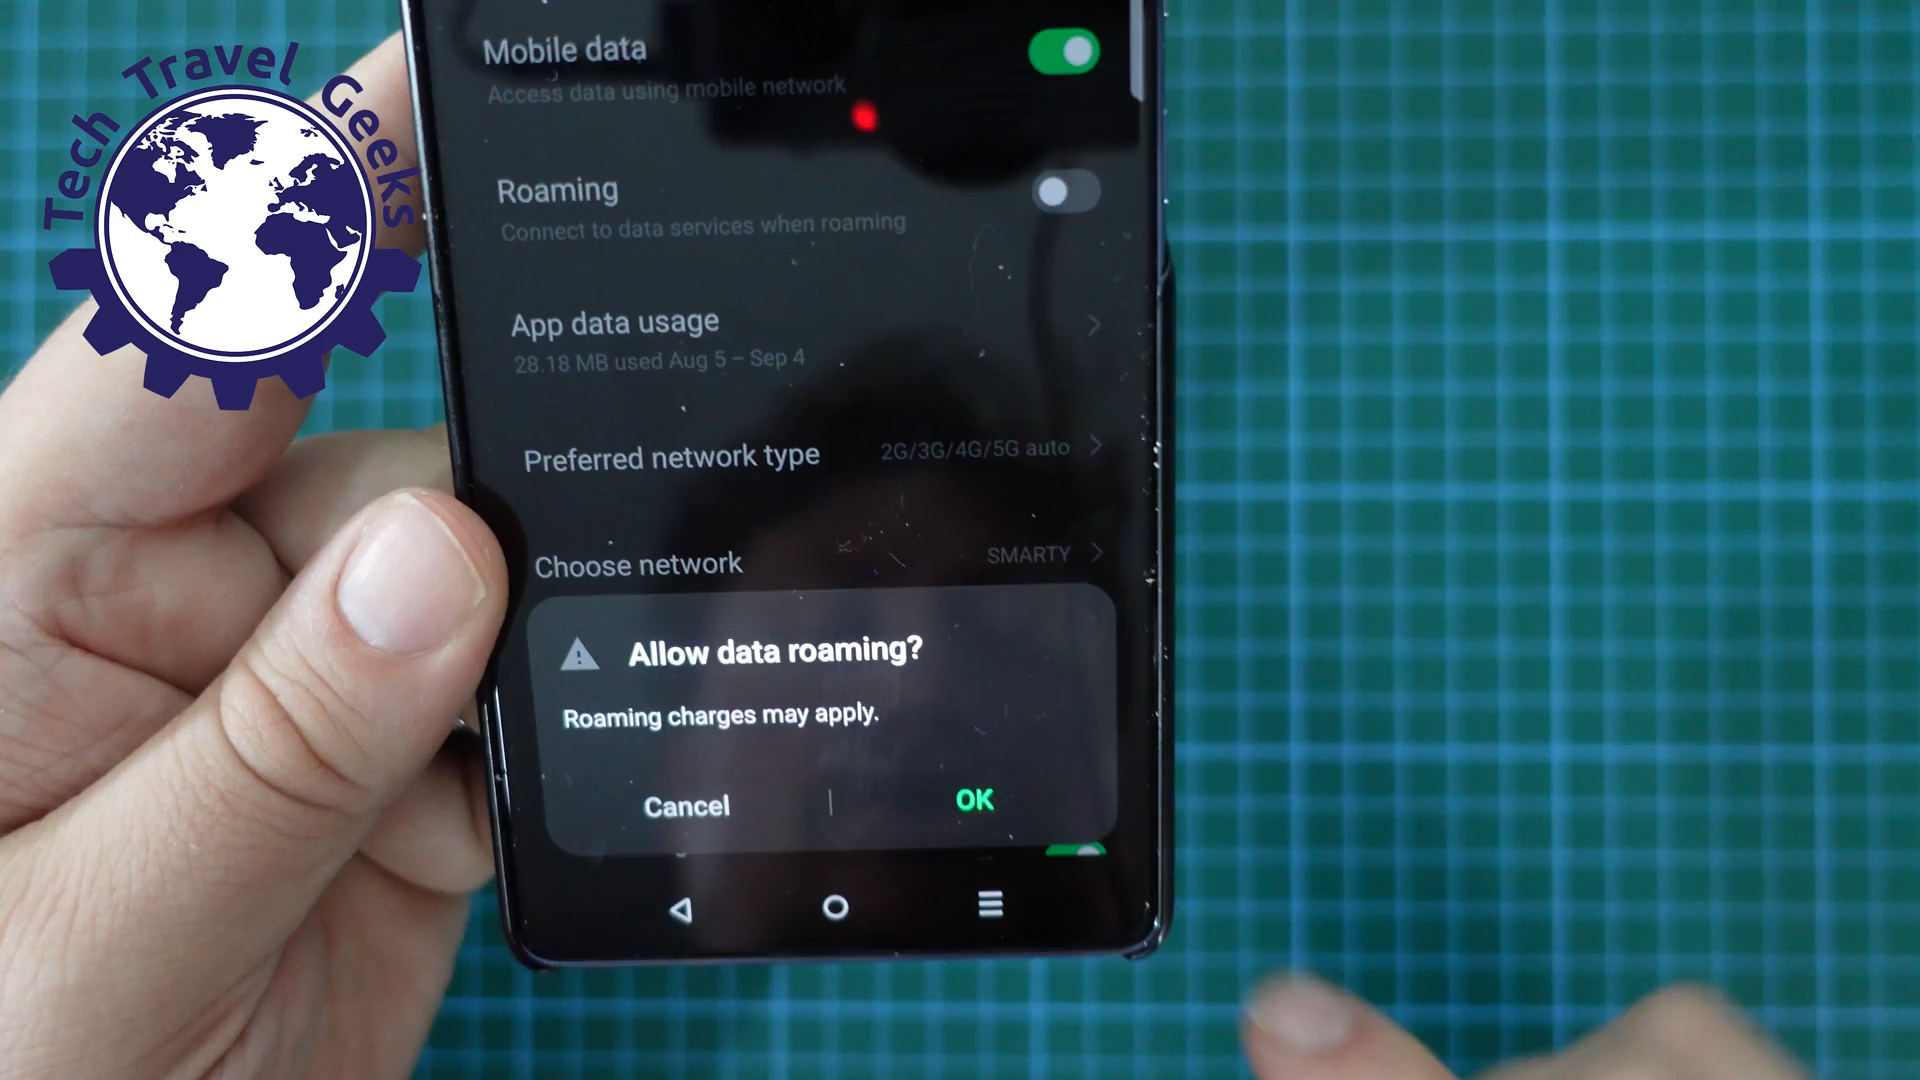 Tech Travel Geeks
Mobile data
Access data using mobile network
Roaming
Connect to data services when roaming
App data usage
28.18 MB used Aug 5 – Sep 4
Preferred network type 2G/3G/4G/5G auto
Choose network SMARTY
Allow data roaming?
Roaming charges may apply.
Cancel | OK